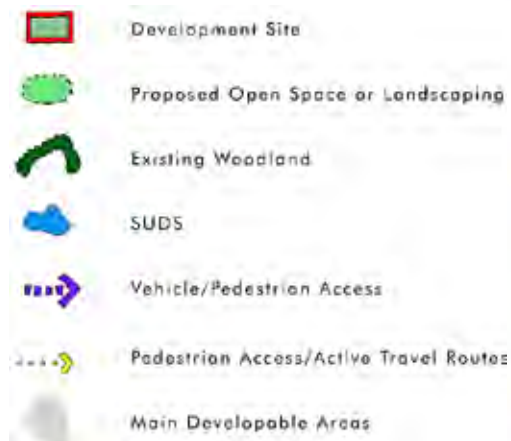 Development Site
Proposed Open Space or Landscaping
Existing Woodland
SUDS
Vehicle/Pedestrian Access
Pedestrian Access/Active Travel Routes
Main Developable Areas